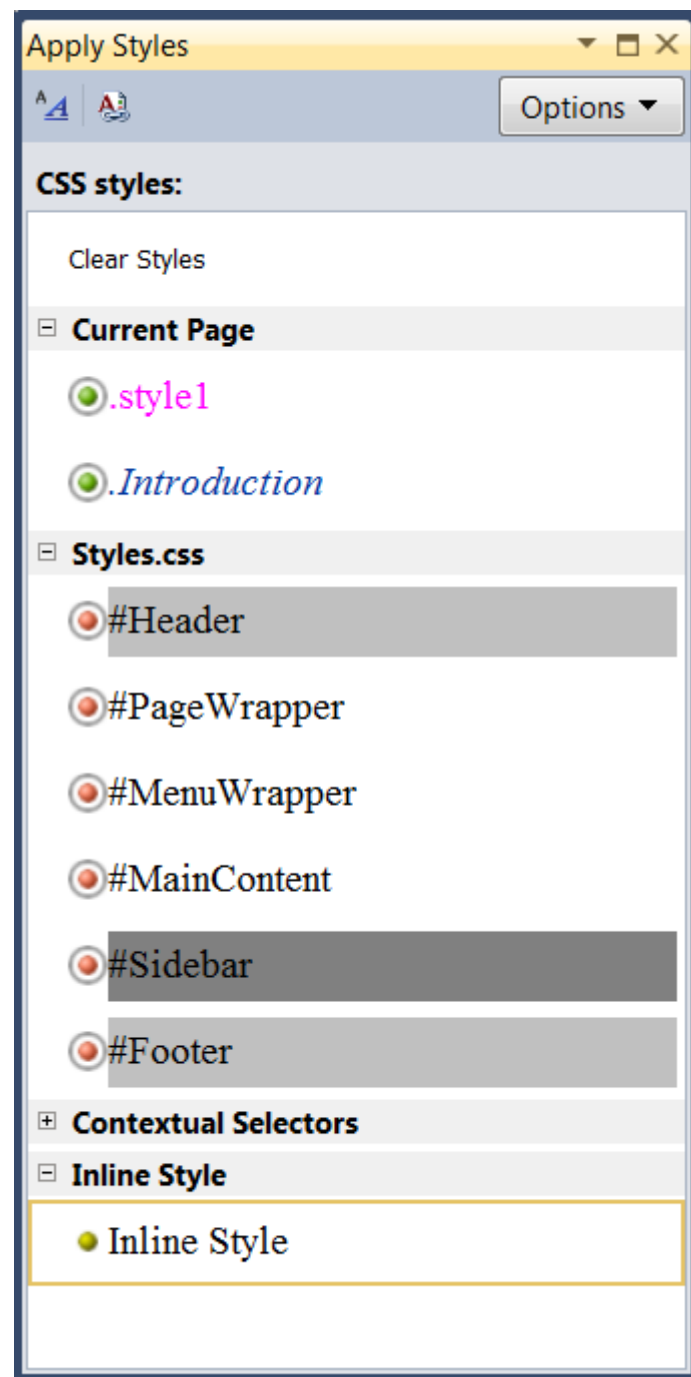 Apply Styles
Options
CSS styles:
Clear Styles
Current Page
.style1
.Introduction
Styles.css
#Header
#PageWrapper
#MenuWrapper
#MainContent
#Sidebar
#Footer
Contextual Selectors
Inline Style
Inline Style